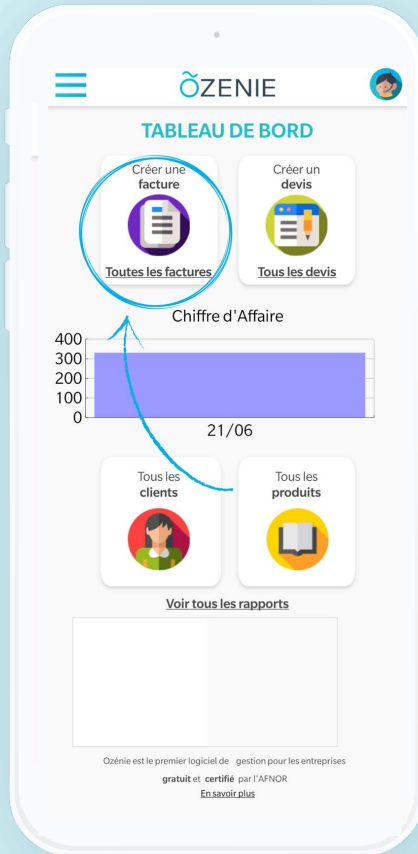 ÕZENIE
TABLEAU DE BORD
Créer une
facture
Toutes les factures
Créer un
devis
Tous les devis
Chiffre d'Affaire
400
300
200
100
0
21/06
Tous les
clients
Tous les
produits
Voir tous les rapports
Ozénie est le premier logiciel de gestion pour les entreprises
gratuit et certifié par l'AFNOR
En savoir plus